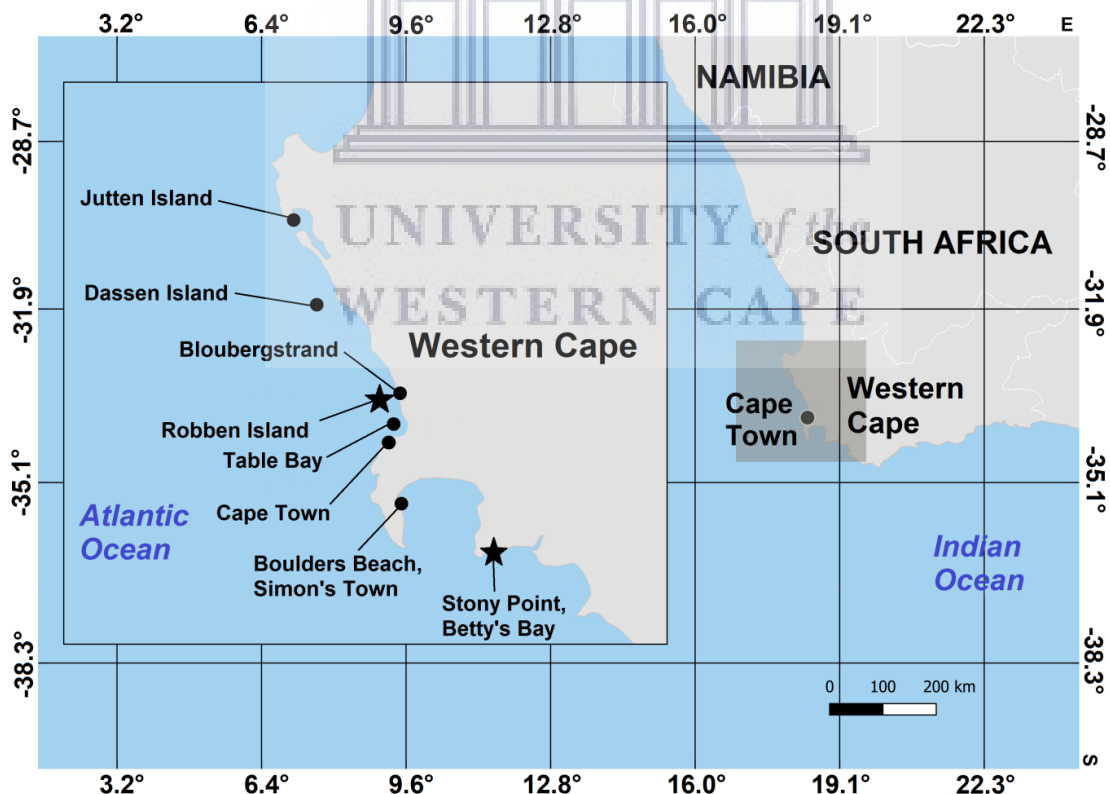 3.2° 6.4° 9.6° 12.8° 16.0° 19.1° 22.3° E
NAMIBIA
-28.7° -28.7°
Jutten Island
UNIVERSITY of the
SOUTH AFRICA
Dassen Island
WESTERN CAPE
-31.9° -31.9°
Bloubergstrand
Western Cape
Robben Island
Table Bay
Cape
Town
Western
Cape
-35.1° -35.1°
Atlantic
Ocean
Cape Town
Boulders Beach,
Simon's Town
Stony Point,
Betty's Bay
Indian
Ocean
-38.3° -38.3°
0 100 200 km
S
3.2° 6.4° 9.6° 12.8° 16.0° 19.1° 22.3°